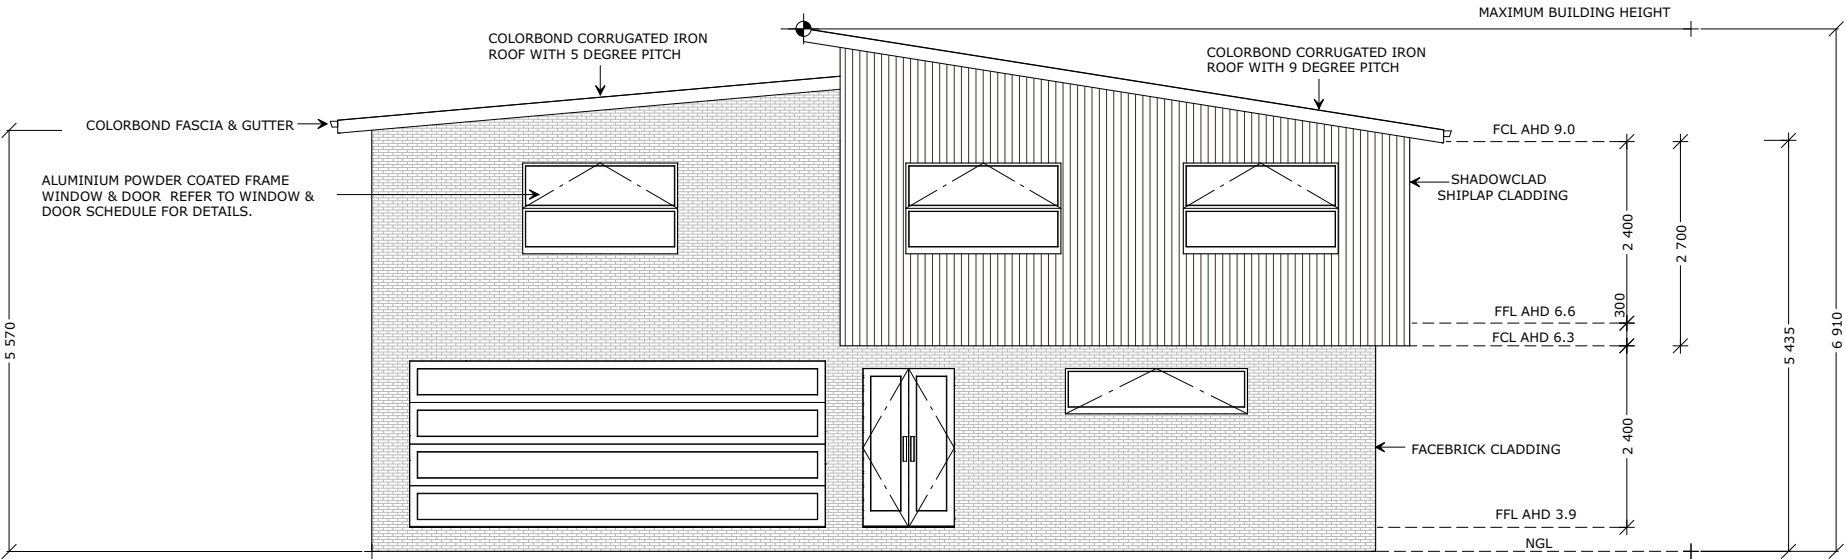 MAXIMUM BUILDING HEIGHT
COLORBOND CORRUGATED IRON
ROOF WITH 5 DEGREE PITCH
COLORBOND CORRUGATED IRON
ROOF WITH 9 DEGREE PITCH
COLORBOND FASCIA & GUTTER
FCL AHD 9.0
ALUMINIUM POWDER COATED FRAME
WINDOW & DOOR REFER TO WINDOW &
DOOR SCHEDULE FOR DETAILS.
SHADOWCLAD
SHIPLAP CLADDING
2 400
2 700
300
FFL AHD 6.6
FCL AHD 6.3
5 570
5 435
6 910
2 400
FACEBRICK CLADDING
FFL AHD 3.9
NGL